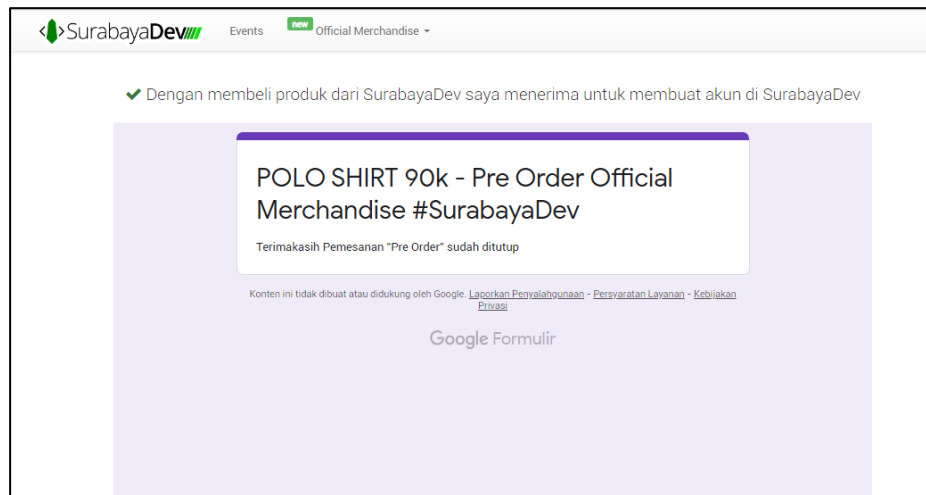 <>SurabayaDev//// Events new Official Merchandise
Dengan membeli produk dari SurabayaDev saya menerima untuk membuat akun di SurabayaDev
POLO SHIRT 90k - Pre Order Official
Merchandise #SurabayaDev
Terimakasih Pemesanan "Pre Order" sudah ditutup
Konten ini tidak dibuat atau didukung oleh Google. Laporkan Penyalahgunaan - Persyaratan Layanan - Kebijakan
Privasi
Google Formulir